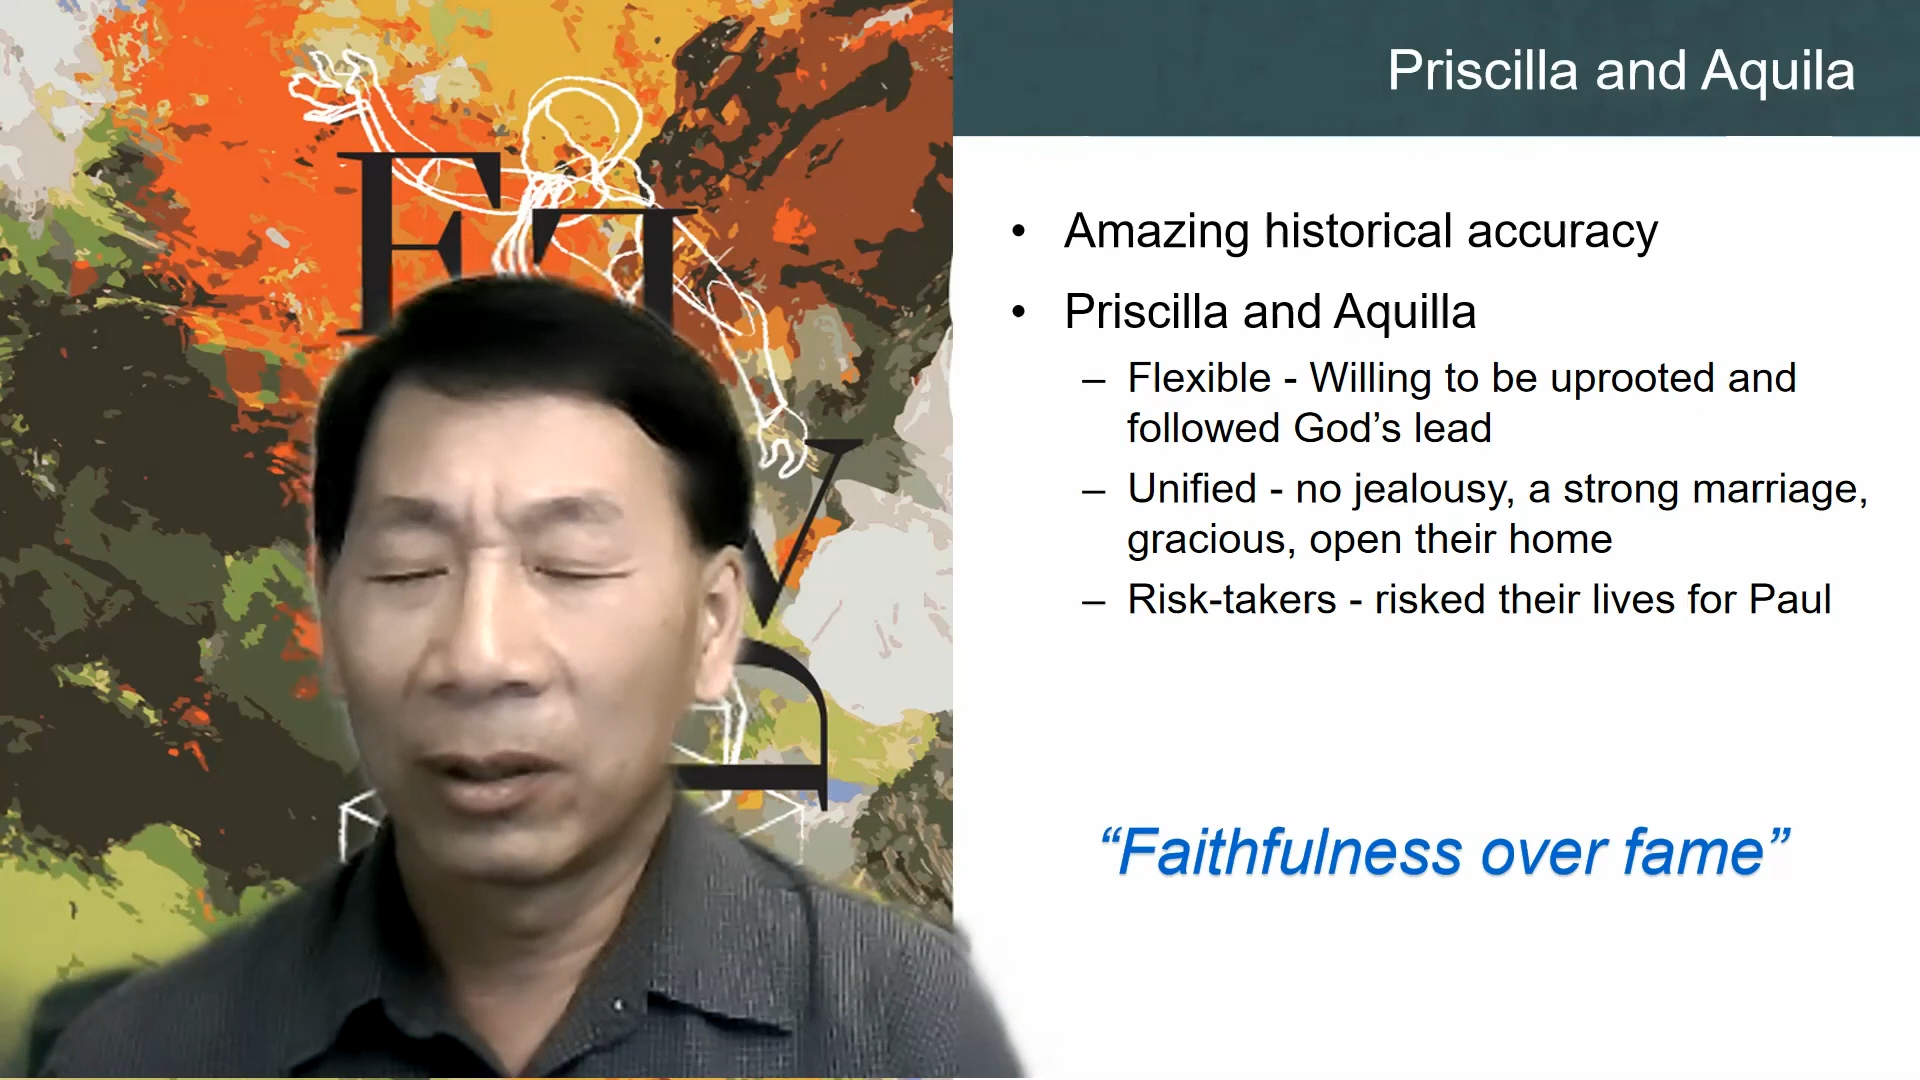 Priscilla and Aquila
• Amazing historical accuracy
• Priscilla and Aquilla
– Flexible - Willing to be uprooted and
followed God’s lead
– Unified - no jealousy, a strong marriage,
gracious, open their home
– Risk-takers - risked their lives for Paul
“Faithfulness over fame”